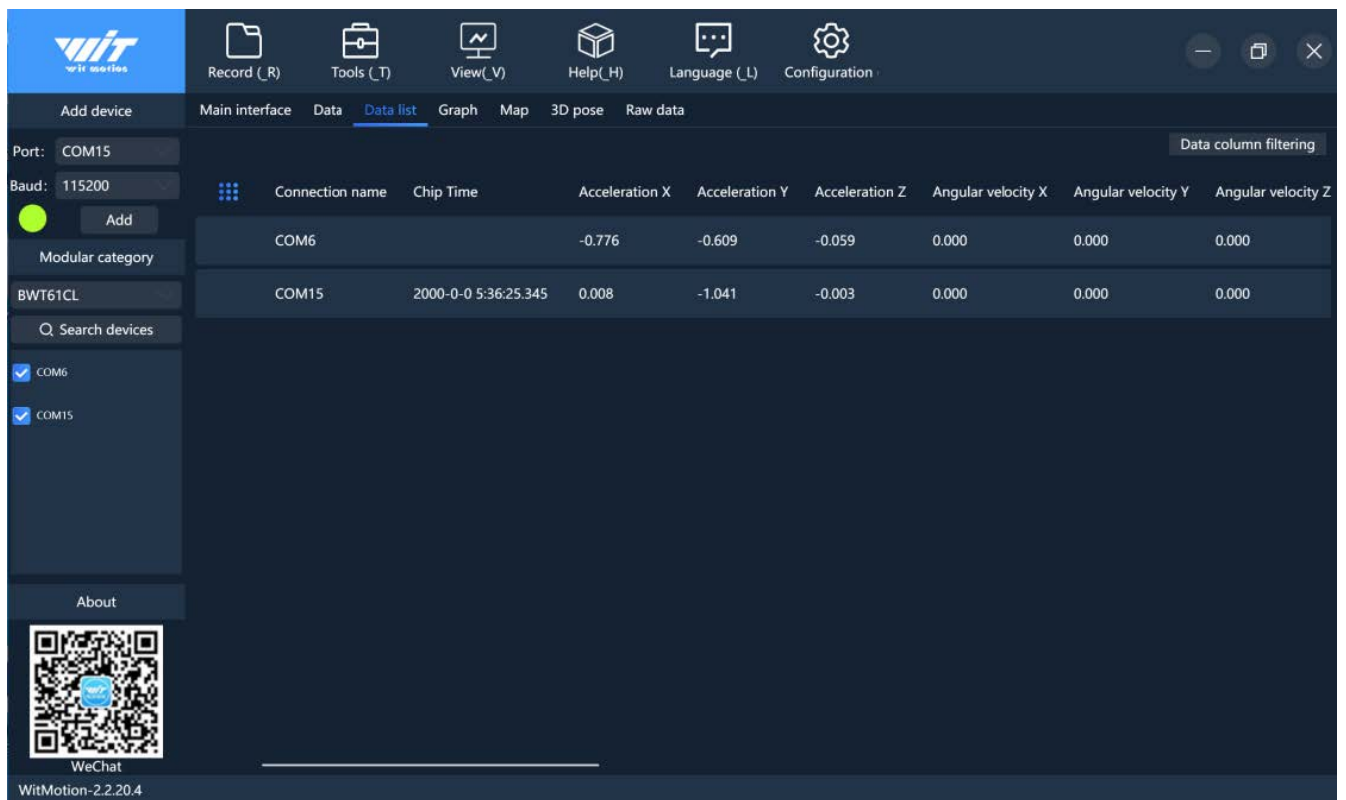 WiT
wit motion
Record (_R)
Tools (_T)
View(_V)
Help(_H)
Language (_L)
Configuration
Add device
Main interface
Data
Data list
Graph
Map
3D pose
Raw data
Port: COM15
Data column filtering
Baud: 115200
Add
Connection name Chip Time Acceleration X Acceleration Y Acceleration Z Angular velocity X Angular velocity Y Angular velocity Z
COM6 -0.776 -0.609 -0.059 0.000 0.000 0.000
COM15 2000-0-0 5:36:25.345 0.008 -1.041 -0.003 0.000 0.000 0.000
Modular category
BWT61CL
Search devices
COM6
COM15
About
WeChat
WitMotion-2.2.20.4